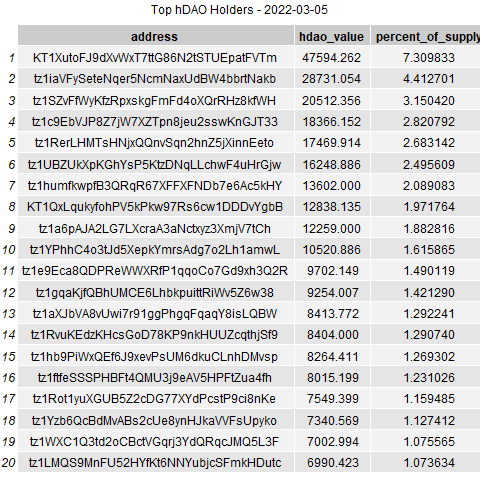 Top hDAO Holders - 2022-03-05
address hdao_value percent_of_supply
1 KT1XutoFJ9dXvWxT7ttG86N2tSTUEpatFVTm 47594.262 7.309833
2 tz1iaVFySeteNqer5NcmNaxUdBW4bbrtNakb 28731.054 4.412701
3 tz1SZvFfWyKfzRpxskgFmFd4oXQrRHz8kfWH 20512.356 3.150420
4 tz1c9EbVJP8Z7jW7XZTpn8jeu2sswKnGJT33 18366.152 2.820792
5 tz1RerLHMTsHNjxQQnvSqn2hnZ5jXinnEeto 17469.914 2.683142
6 tz1UBZUkXpKGhYsP5KtzDNqLLchwF4uHrGjw 16248.886 2.495609
7 tz1humfkwpfB3QRqR67XFFXFNDb7e6Ac5kHY 13602.000 2.089083
8 KT1QxLqukyfohPV5kPkw97Rs6cw1DDDvYgbB 12838.135 1.971764
9 tz1a6pAJA2LG7LXcraA3aNctxyz3XmjV7tCh 12259.000 1.882816
10 tz1YPhhC4o3tJd5XepkYmrsAdg7o2Lh1amwL 10520.886 1.615865
11 tz1e9Eca8QDPReWWXRfP1qqoCo7Gd9xh3Q2R 9702.149 1.490119
12 tz1gqaKjfQBhUMCE6LhbkpuittRiWv5Z6w38 9254.007 1.421290
13 tz1aXJbVA8vUwi7r91ggPhgqFqaqY8isLQBW 8413.772 1.292241
14 tz1RvuKEdzKHcsGoD78KP9nkHUUZcqthjSf9 8404.000 1.290740
15 tz1hb9PiWxQEf6J9xevPsUM6dkuCLnhDMvsp 8264.411 1.269302
16 tz1ftfeSSSPHBFt4QMU3j9eAV5HPFtZua4fh 8015.199 1.231026
17 tz1Rot1yuXGUB5Z2cDG77XYdPcstP9ci8nKe 7549.399 1.159485
18 tz1Yzb6QcBdMvABs2cUe8ynHJkaVVFsUpyko 7340.569 1.127412
19 tz1WXC1Q3td2oCBctVGqrj3YdQRqcJMQ5L3F 7002.994 1.075565
20 tz1LMQS9MnFU52HYfKt6NNYubjcSFmkHDutc 6990.423 1.073634